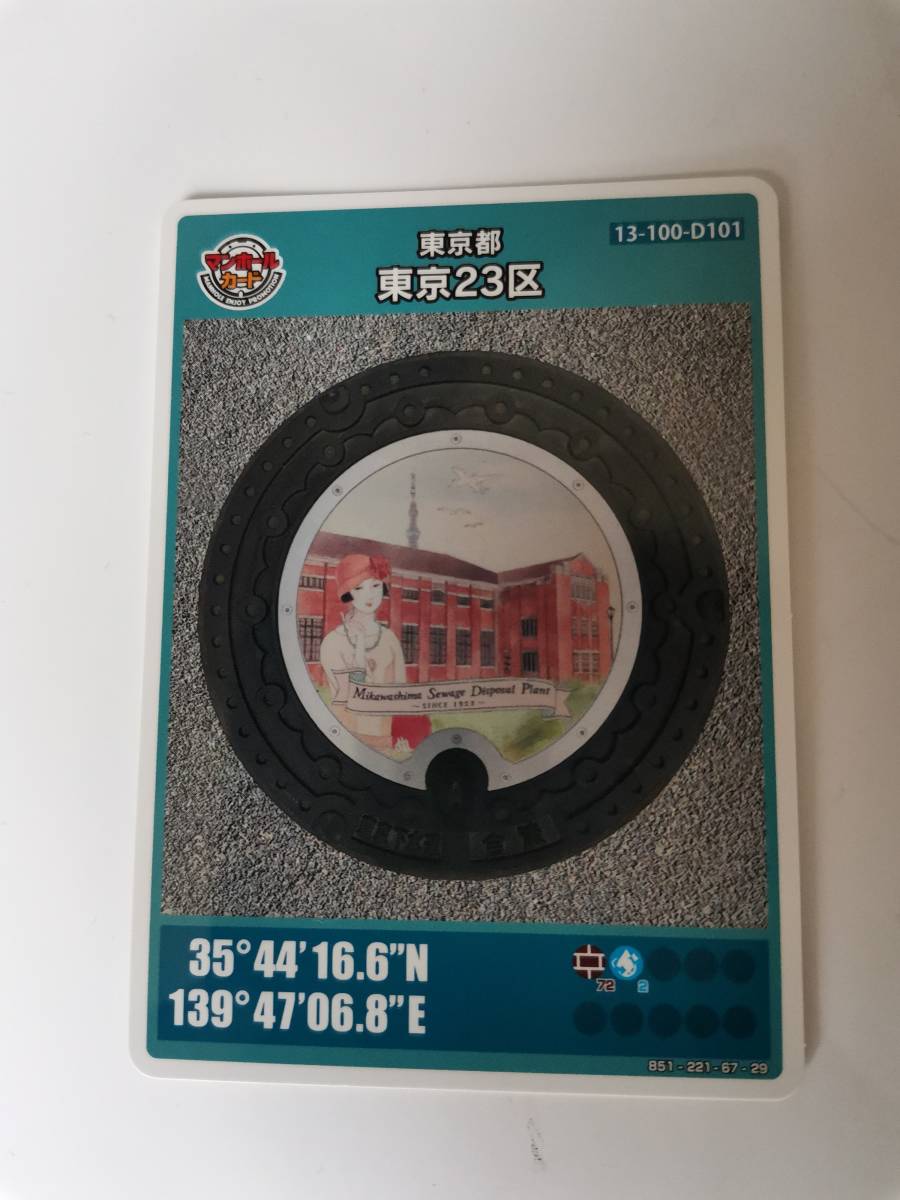 マンホール
カード
MANHOLE ENJOY PROMOTION
東京都
東京23区
13-100-D101
Mikawashima Sewage Disposal Plant
~SINCE 1922~
35°44'16.6"N
139°47'06.8"E
72
2
851-221-67-29